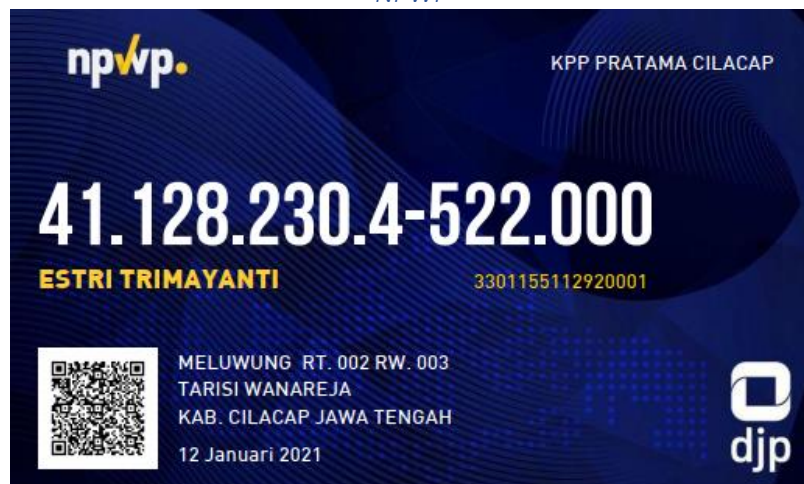 npwp.
KPP PRATAMA CILACAP
41.128.230.4-522.000
ESTRI TRIMAYANTI
3301155112920001
MELUWUNG RT. 002 RW. 003
TARISI WANAREJA
KAB. CILACAP JAWA TENGAH
12 Januari 2021
djp